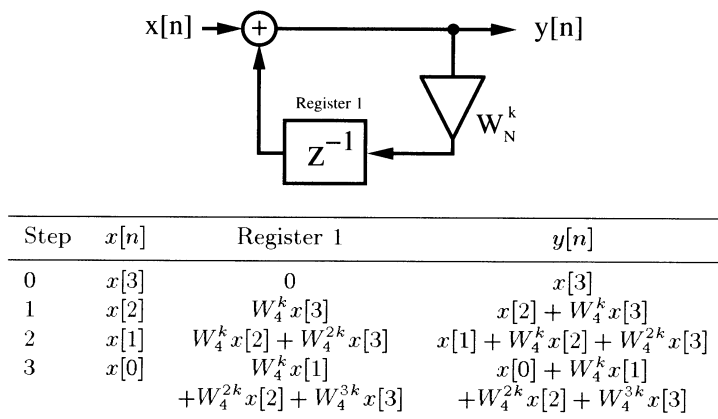 x[n] + y[n]
Register 1
z⁻¹
W_N^k
Step x[n] Register 1 y[n]
0 x[3] 0 x[3]
1 x[2] W_4^k x[3] x[2] + W_4^k x[3]
2 x[1] W_4^k x[2] + W_4^{2k} x[3] x[1] + W_4^k x[2] + W_4^{2k} x[3]
3 x[0] W_4^k x[1] x[0] + W_4^k x[1]
+W_4^{2k} x[2] + W_4^{3k} x[3] +W_4^{2k} x[2] + W_4^{3k} x[3]